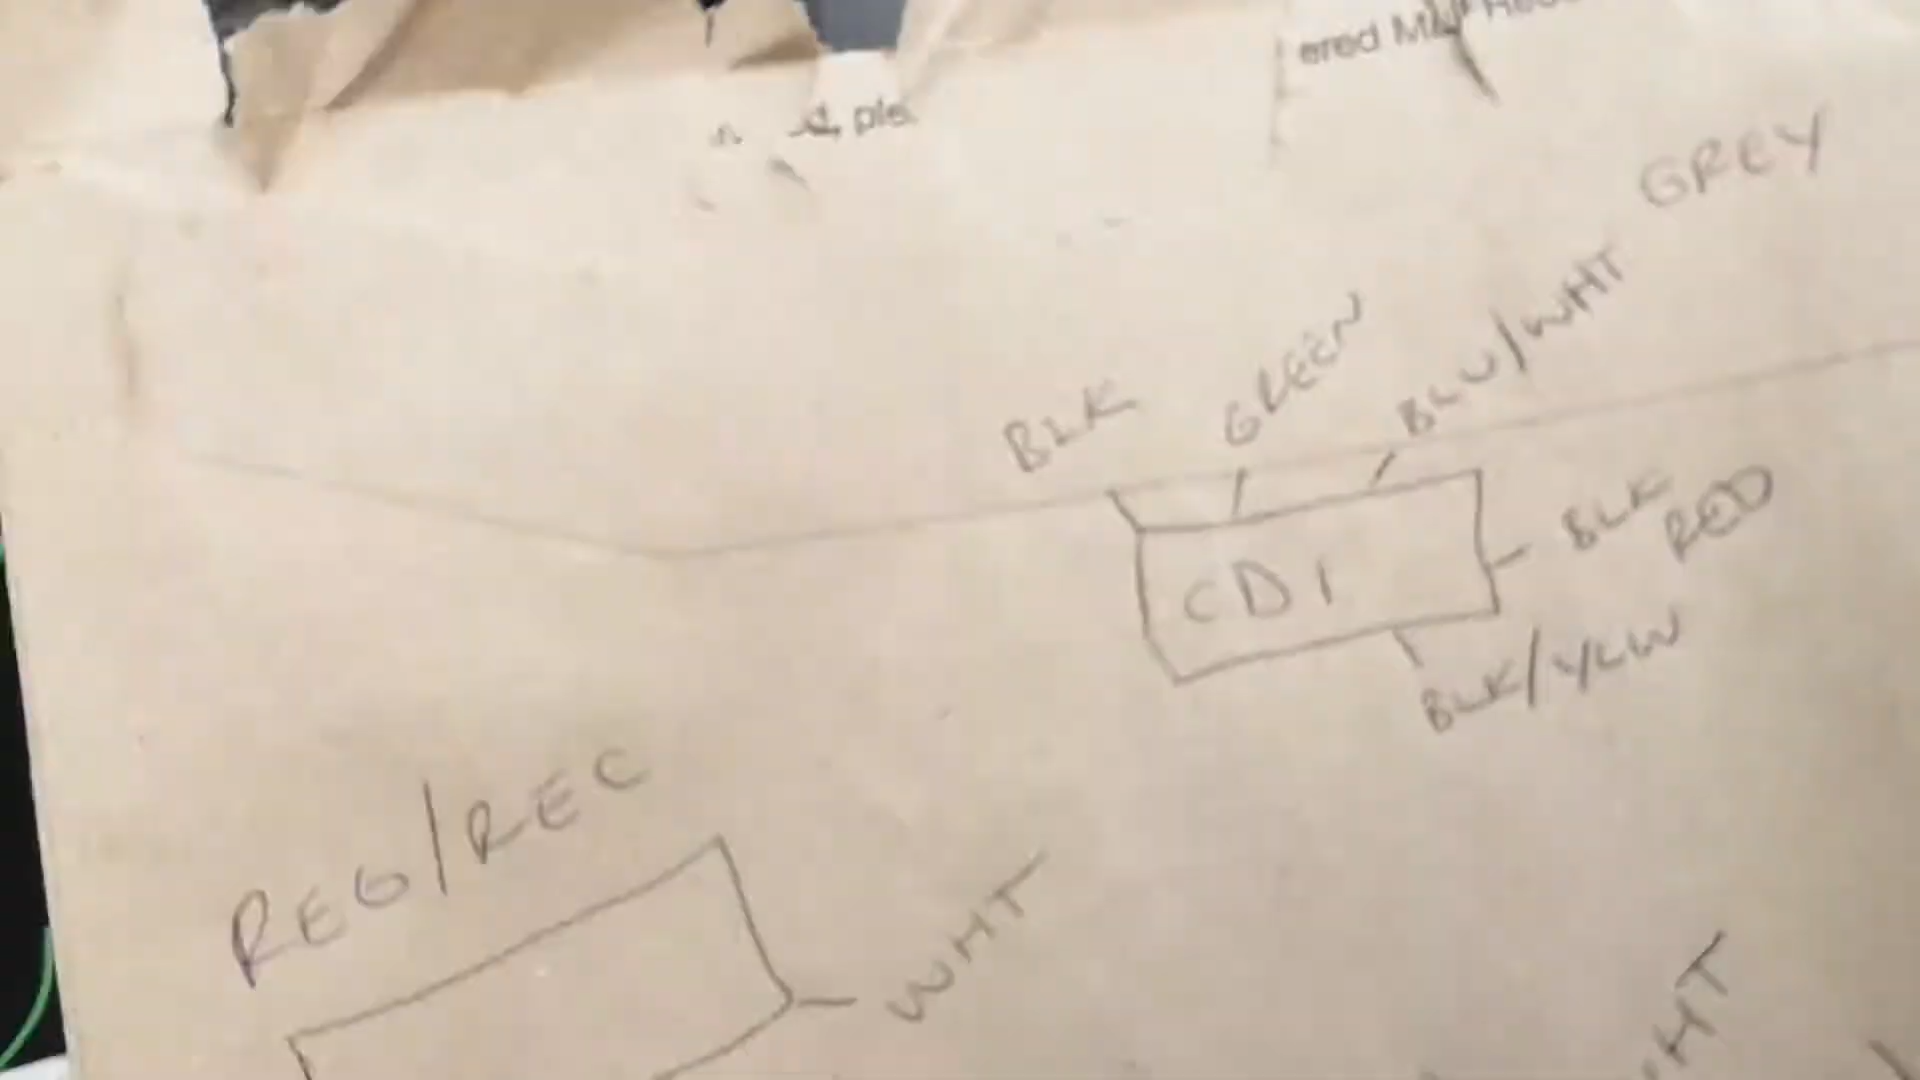 ered
ple
GREY
BLU/WHT
GREEN
BLK
BLK
RED
CDI
BLK/YLW
REG/REC
WHT